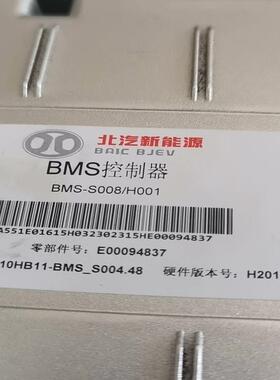 北汽新能源
BAIC BJEV
BMS控制器
BMS-S008/H001
A551E01615H032302315HE00094837
零部件号: E00094837
10HB11-BMS_S004.48 硬件版本号: H201